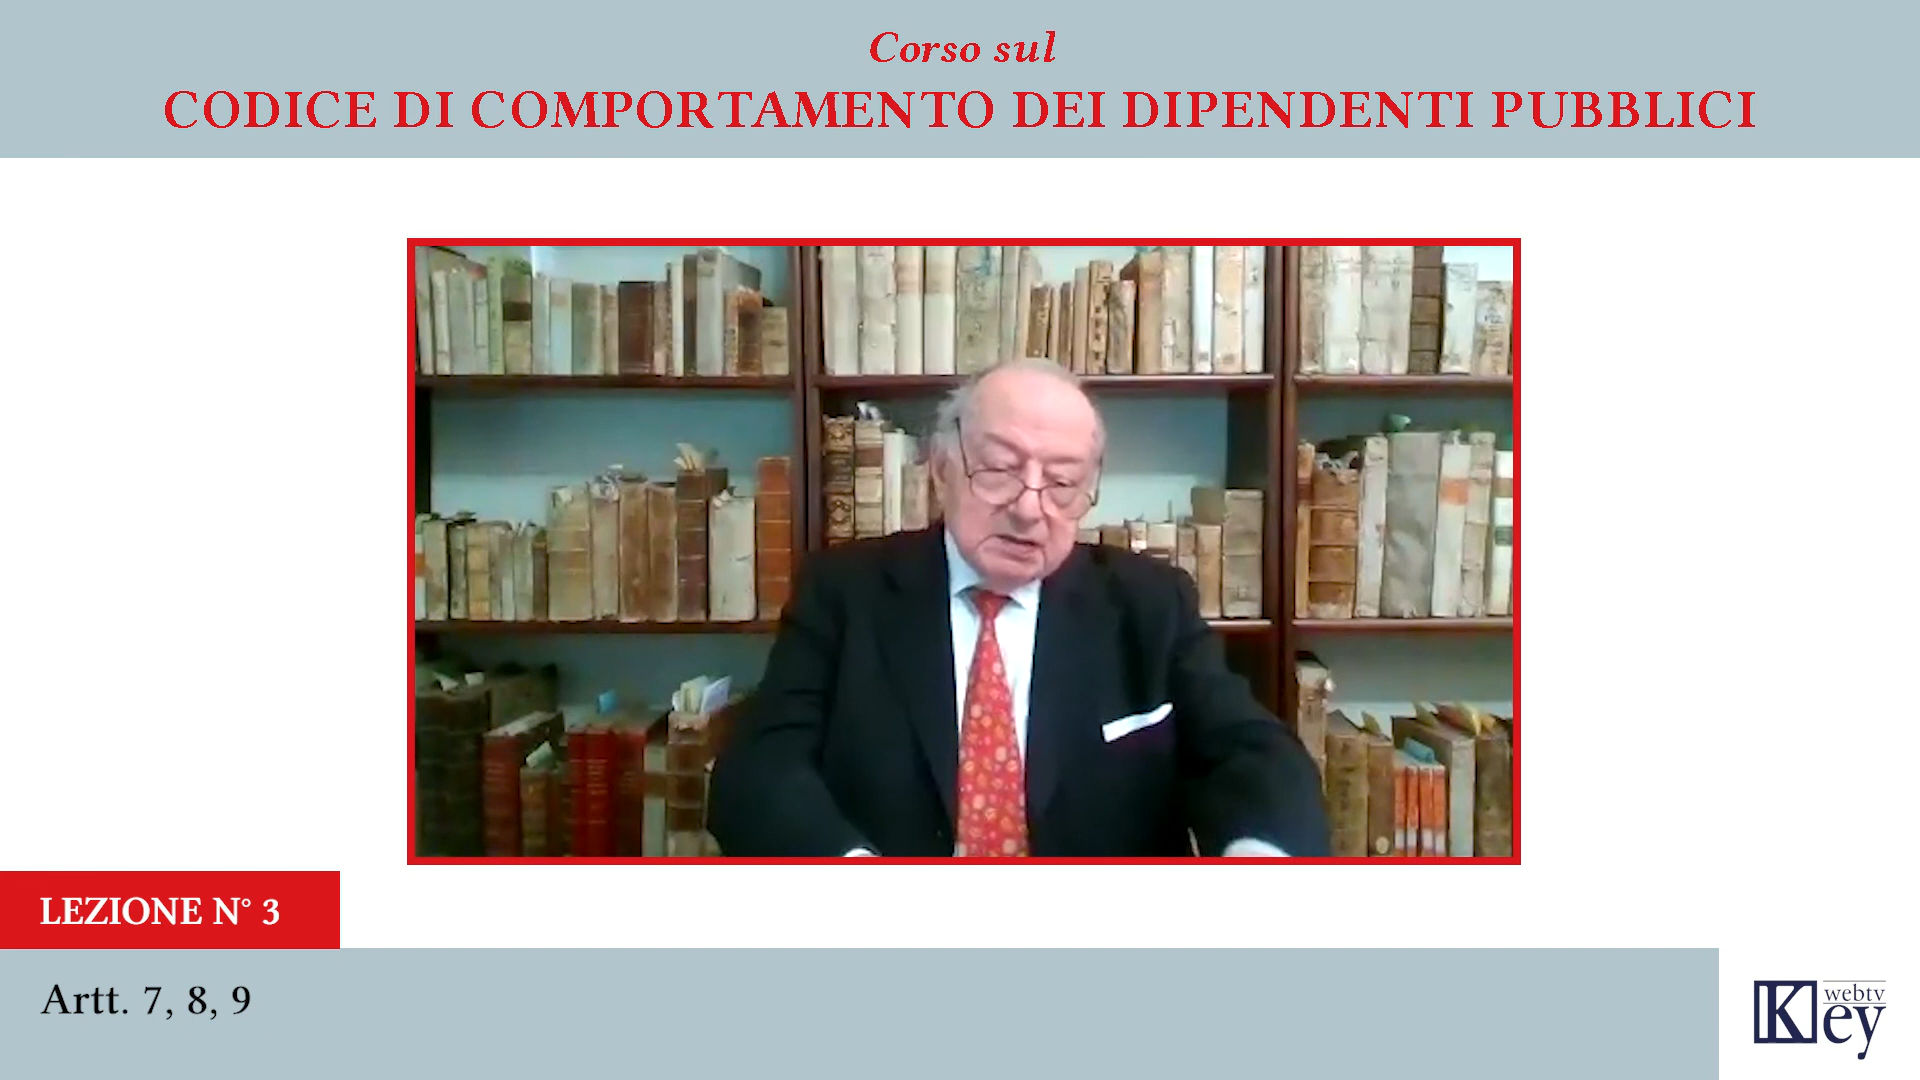 Corso sul
CODICE DI COMPORTAMENTO DEI DIPENDENTI PUBBLICI
LEZIONE N° 3
Artt. 7, 8, 9
Key webtv